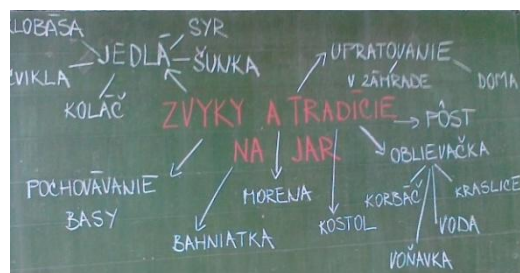 KLOBÁSA
SYR
JEDLÁ
ŠUNKA
CVIKLA
KOLÁČ
UPRATOVANIE
V ZÁHRADE
DOMA
ZVYKY A TRADÍCIE
NA JAR
PÔST
OBLIEVAČKA
KORBÁČ
KRASLICE
VODA
VOŇAVKA
POCHOVÁVANIE
BASY
BAHNIATKA
MORENA
KOSTOL